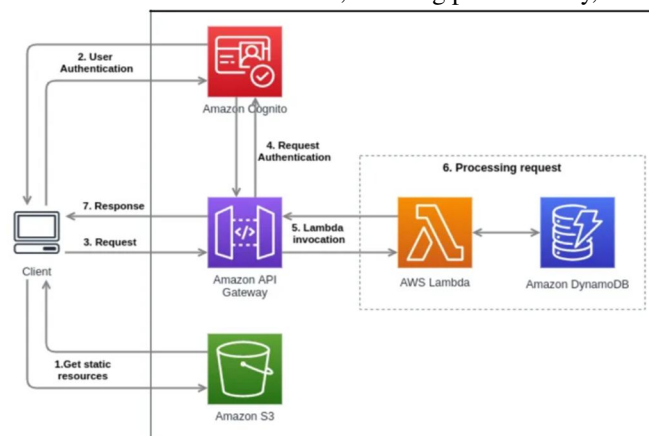 2. User
Authentication
Amazon Cognito
4. Request
Authentication
6. Processing request
7. Response
3. Request
5. Lambda
invocation
Client
Amazon API
Gateway
AWS Lambda
Amazon DynamoDB
1.Get static
resources
Amazon S3